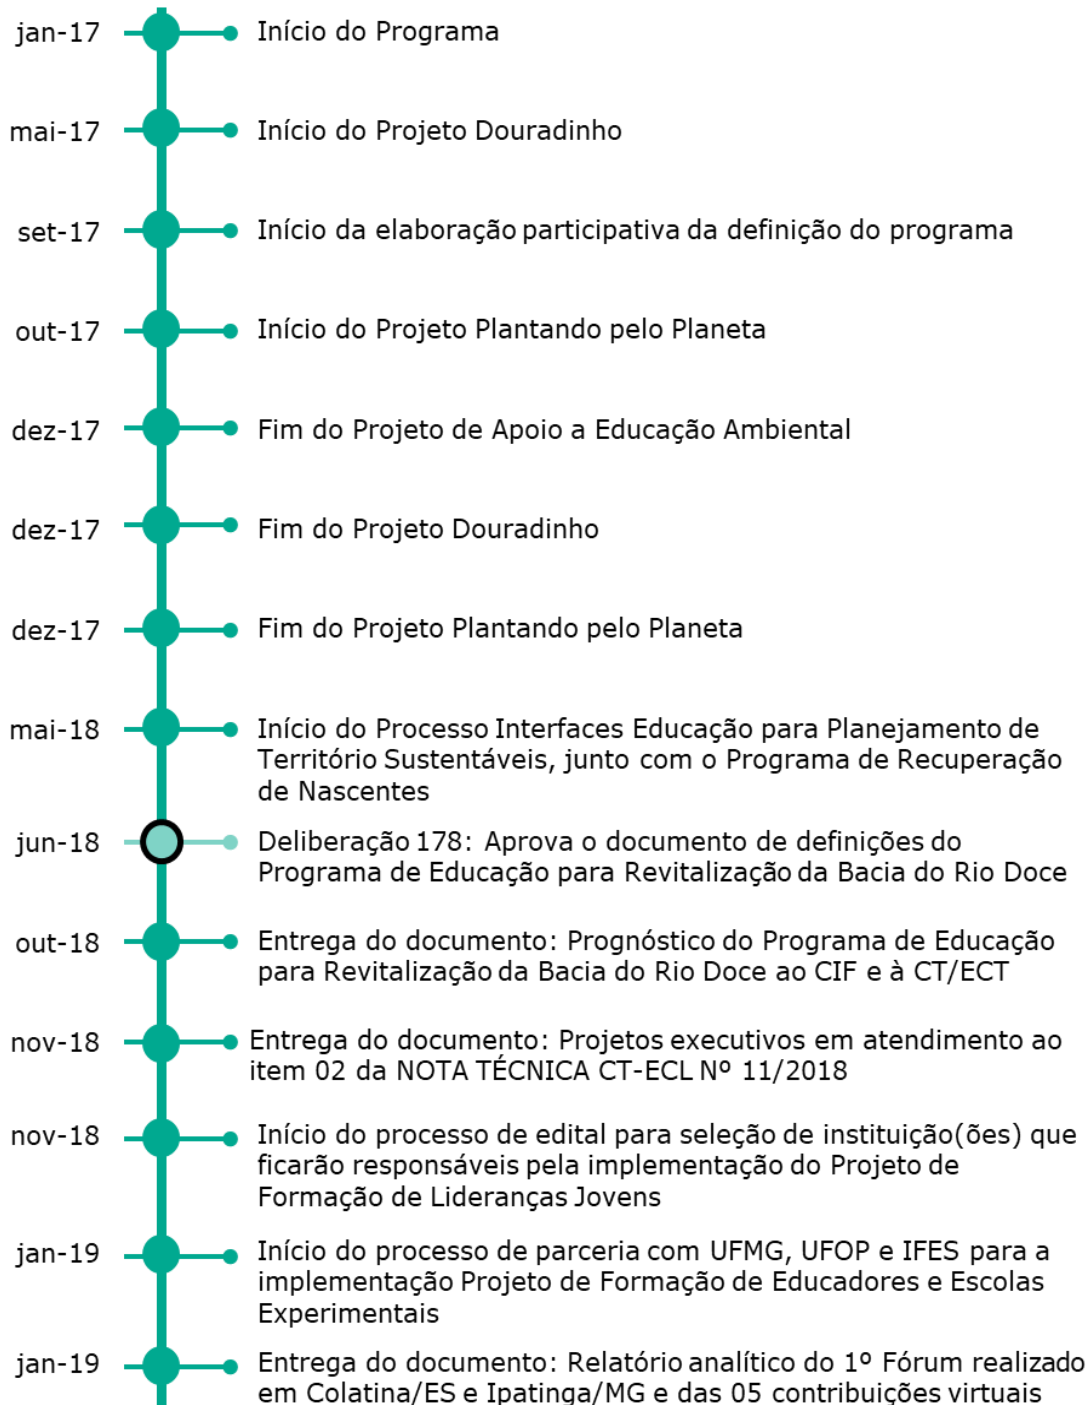 jan-17 Início do Programa
mai-17 Início do Projeto Douradinho
set-17 Início da elaboração participativa da definição do programa
out-17 Início do Projeto Plantando pelo Planeta
dez-17 Fim do Projeto de Apoio a Educação Ambiental
dez-17 Fim do Projeto Douradinho
dez-17 Fim do Projeto Plantando pelo Planeta
mai-18 Início do Processo Interfaces Educação para Planejamento de
Território Sustentáveis, junto com o Programa de Recuperação
de Nascentes
jun-18 Deliberação 178: Aprova o documento de definições do
Programa de Educação para Revitalização da Bacia do Rio Doce
out-18 Entrega do documento: Prognóstico do Programa de Educação
para Revitalização da Bacia do Rio Doce ao CIF e à CT/ECT
nov-18 Entrega do documento: Projetos executivos em atendimento ao
item 02 da NOTA TÉCNICA CT-ECL Nº 11/2018
nov-18 Início do processo de edital para seleção de instituição(ões) que
ficarão responsáveis pela implementação do Projeto de
Formação de Lideranças Jovens
jan-19 Início do processo de parceria com UFMG, UFOP e IFES para a
implementação Projeto de Formação de Educadores e Escolas
Experimentais
jan-19 Entrega do documento: Relatório analítico do 1º Fórum realizado
em Colatina/ES e Ipatinga/MG e das 05 contribuições virtuais